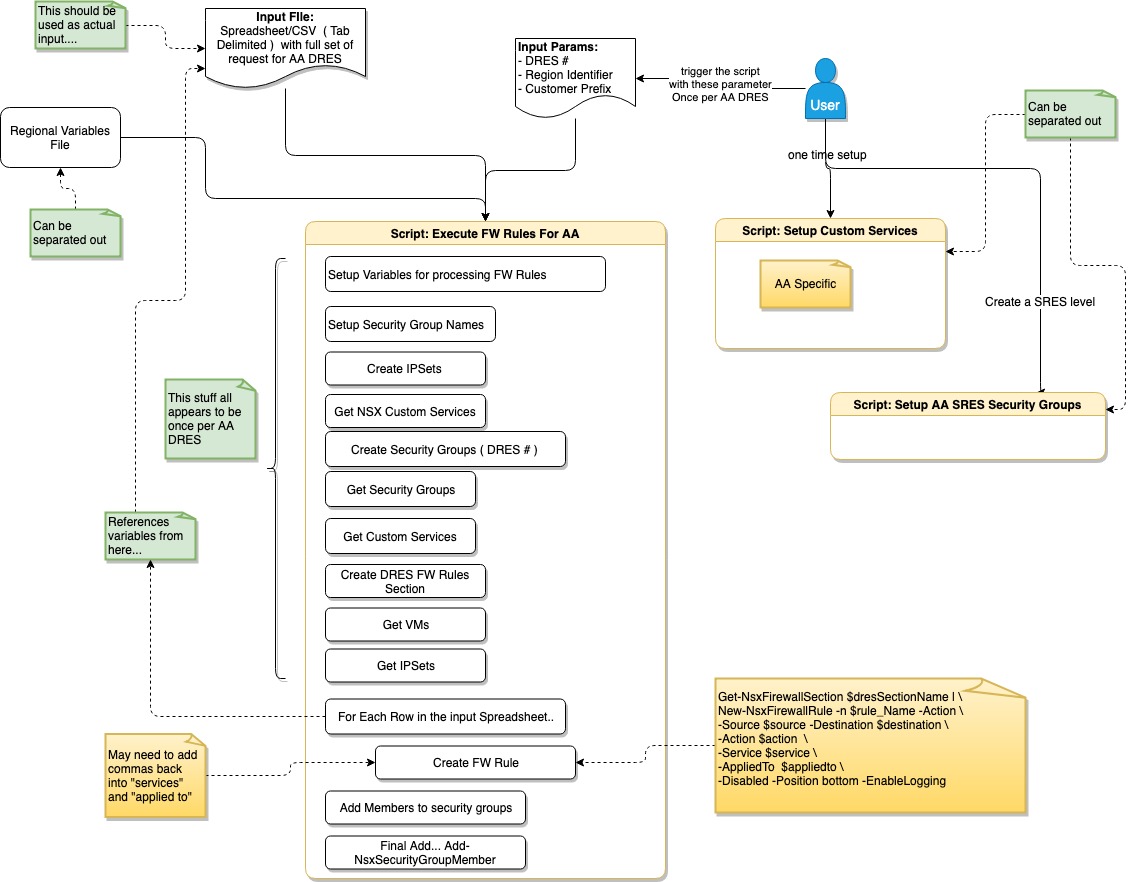 This should be
used as actual
input....
Input FIle:
Spreadsheet/CSV  ( Tab
Delimited )  with full set of
request for AA DRES
Input Params:
- DRES #
- Region Identifier
- Customer Prefix
trigger the script
with these parameter
Once per AA DRES
User
Can be
separated out
Regional Variables
File
one time setup
Can be
separated out
Script: Execute FW Rules For AA
Script: Setup Custom Services
AA Specific
Create a SRES level
Script: Setup AA SRES Security Groups
Setup Variables for processing FW Rules
Setup Security Group Names
Create IPSets
Get NSX Custom Services
This stuff all
appears to be
once per AA
DRES
Create Security Groups ( DRES # )
Get Security Groups
Get Custom Services
References
variables from
here...
Create DRES FW Rules
Section
Get VMs
Get IPSets
For Each Row in the input Spreadsheet..
Get-NsxFirewallSection $dresSectionName I \
New-NsxFirewallRule -n $rule_Name -Action \
-Source $source -Destination $destination \
-Action $action  \
-Service $service \
-AppliedTo  $appliedto \
-Disabled -Position bottom -EnableLogging
May need to add
commas back
into "services"
and "applied to"
Create FW Rule
Add Members to security groups
Final Add... Add-
NsxSecurityGroupMember